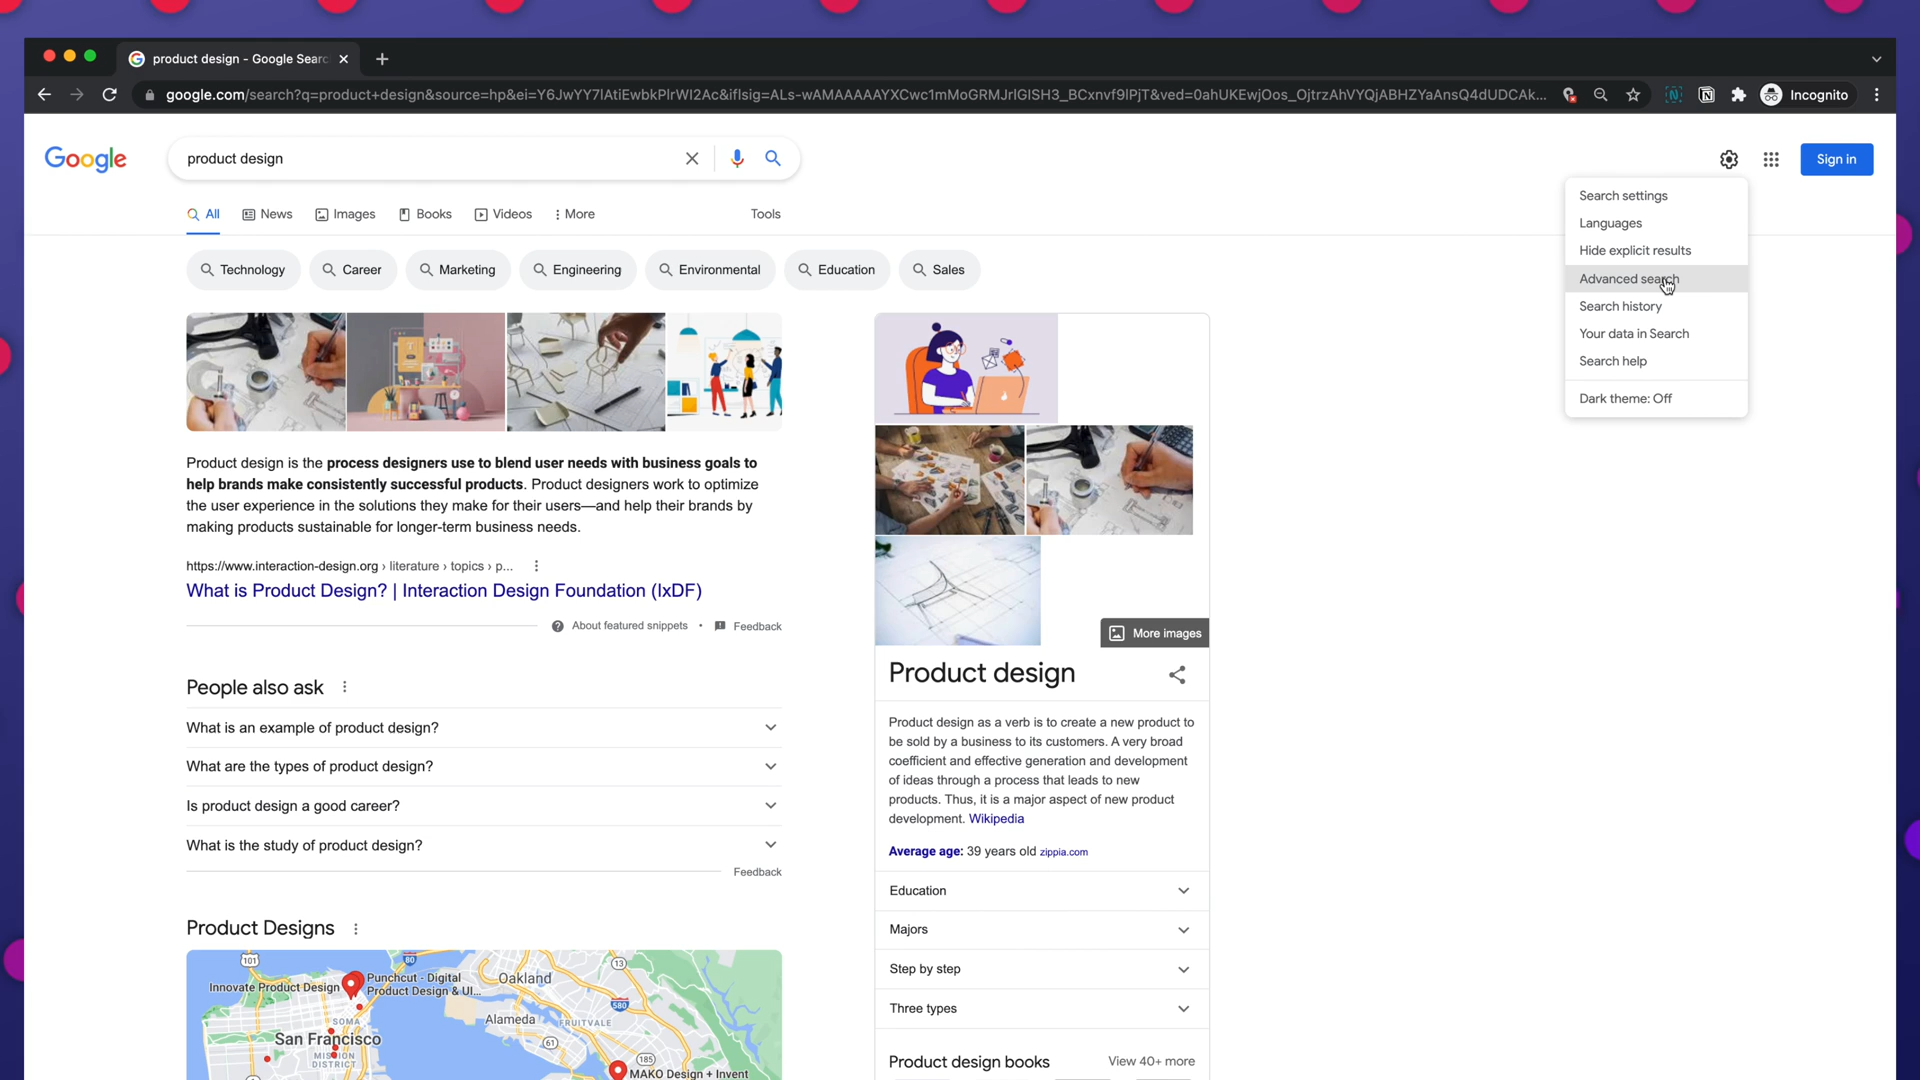 product design - Google Searc
Incognito
google.com/search?q=product+design&source=hp&ei=Y6JwYY7lAtiEwbkPlrWI2Ac&iflsig=ALs-wAMAAAAAYXCwc1mMoGRMJrlGlSH3_BCxnvf9lPjT&ved=0ahUKEwjOos_OjtrzAhVYQjABHZYaAnsQ4dUDCAk...
Google
product design
Sign in
All
News
Images
Books
Videos
More
Tools
Search settings
Languages
Hide explicit results
Advanced search
Search history
Your data in Search
Search help
Dark theme: Off
Technology
Career
Marketing
Engineering
Environmental
Education
Sales
Product design is the process designers use to blend user needs with business goals to
help brands make consistently successful products. Product designers work to optimize
the user experience in the solutions they make for their users—and help their brands by
making products sustainable for longer-term business needs.
https://www.interaction-design.org › literature › topics › p...
What is Product Design? | Interaction Design Foundation (IxDF)
About featured snippets • Feedback
People also ask
What is an example of product design?
What are the types of product design?
Is product design a good career?
What is the study of product design?
Feedback
Product Designs
101
80
13
Innovate Product Design
Punchcut - Digital
Product Design & UI...
Oakland
580
SOMA
San Francisco
MISSION
DISTRICT
Alameda
FRUITVALE
61
185
MAKO Design + Invent
More images
Product design
Product design as a verb is to create a new product to
be sold by a business to its customers. A very broad
coefficient and effective generation and development
of ideas through a process that leads to new
products. Thus, it is a major aspect of new product
development. Wikipedia
Average age: 39 years old zippia.com
Education
Majors
Step by step
Three types
Product design books
View 40+ more